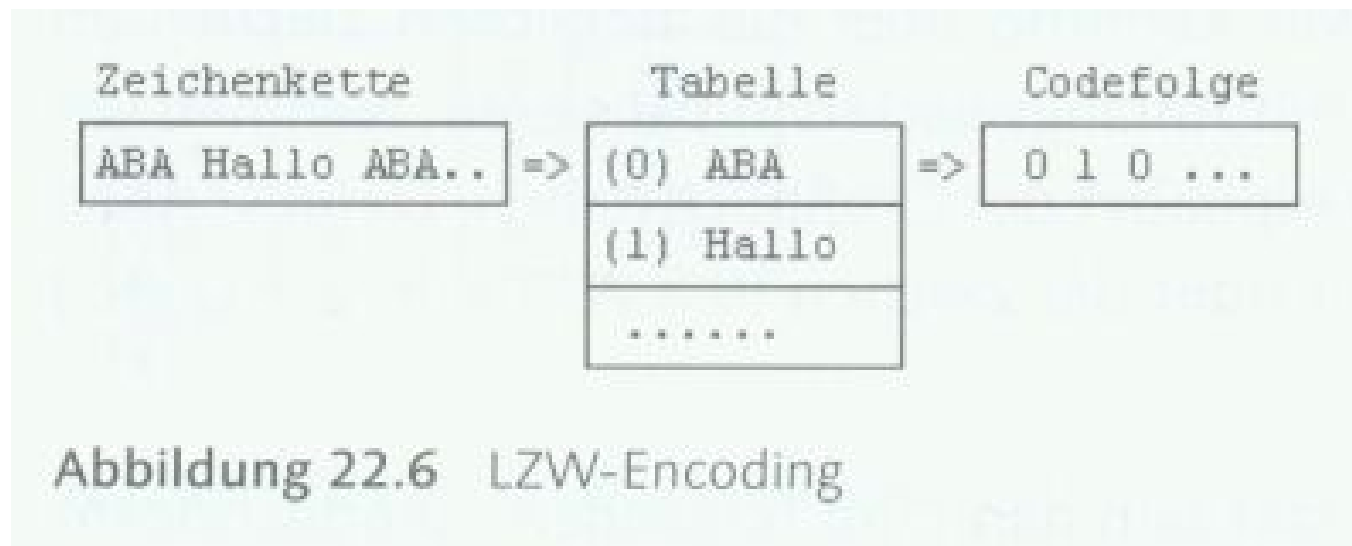 Zeichenkette Tabelle Codefolge
ABA Hallo ABA.. => (0) ABA => 0 1 0 ...
(1) Hallo
......
Abbildung 22.6 LZW-Encoding